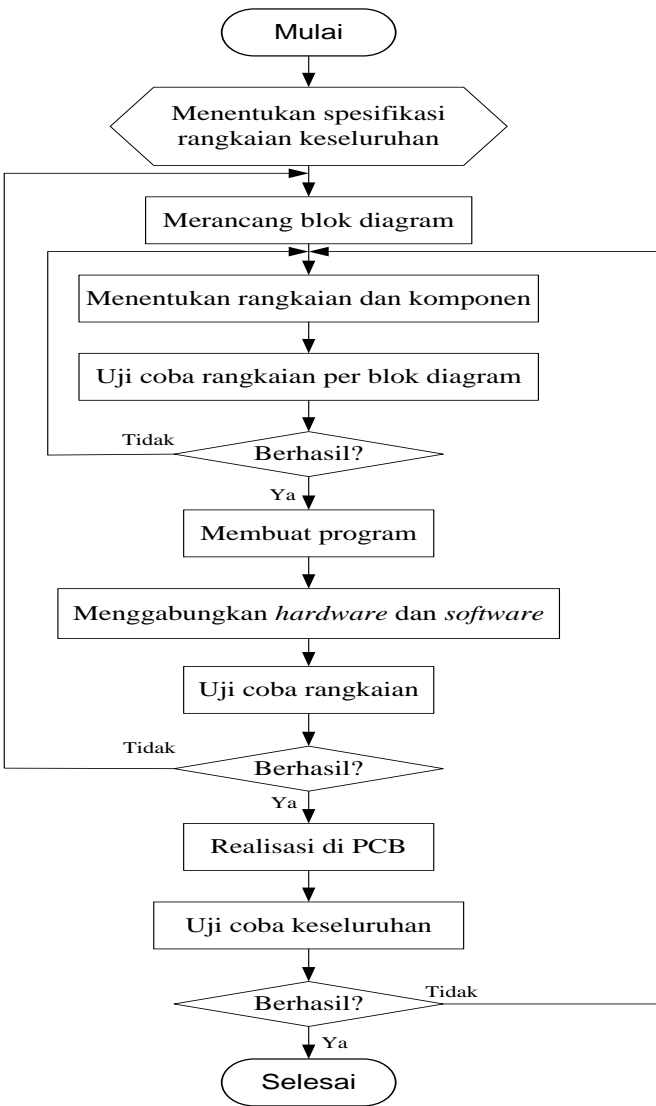 Mulai
Menentukan spesifikasi
rangkaian keseluruhan
Merancang blok diagram
Menentukan rangkaian dan komponen
Uji coba rangkaian per blok diagram
Tidak
Berhasil?
Ya
Membuat program
Menggabungkan hardware dan software
Uji coba rangkaian
Tidak
Berhasil?
Ya
Realisasi di PCB
Uji coba keseluruhan
Berhasil?
Tidak
Ya
Selesai